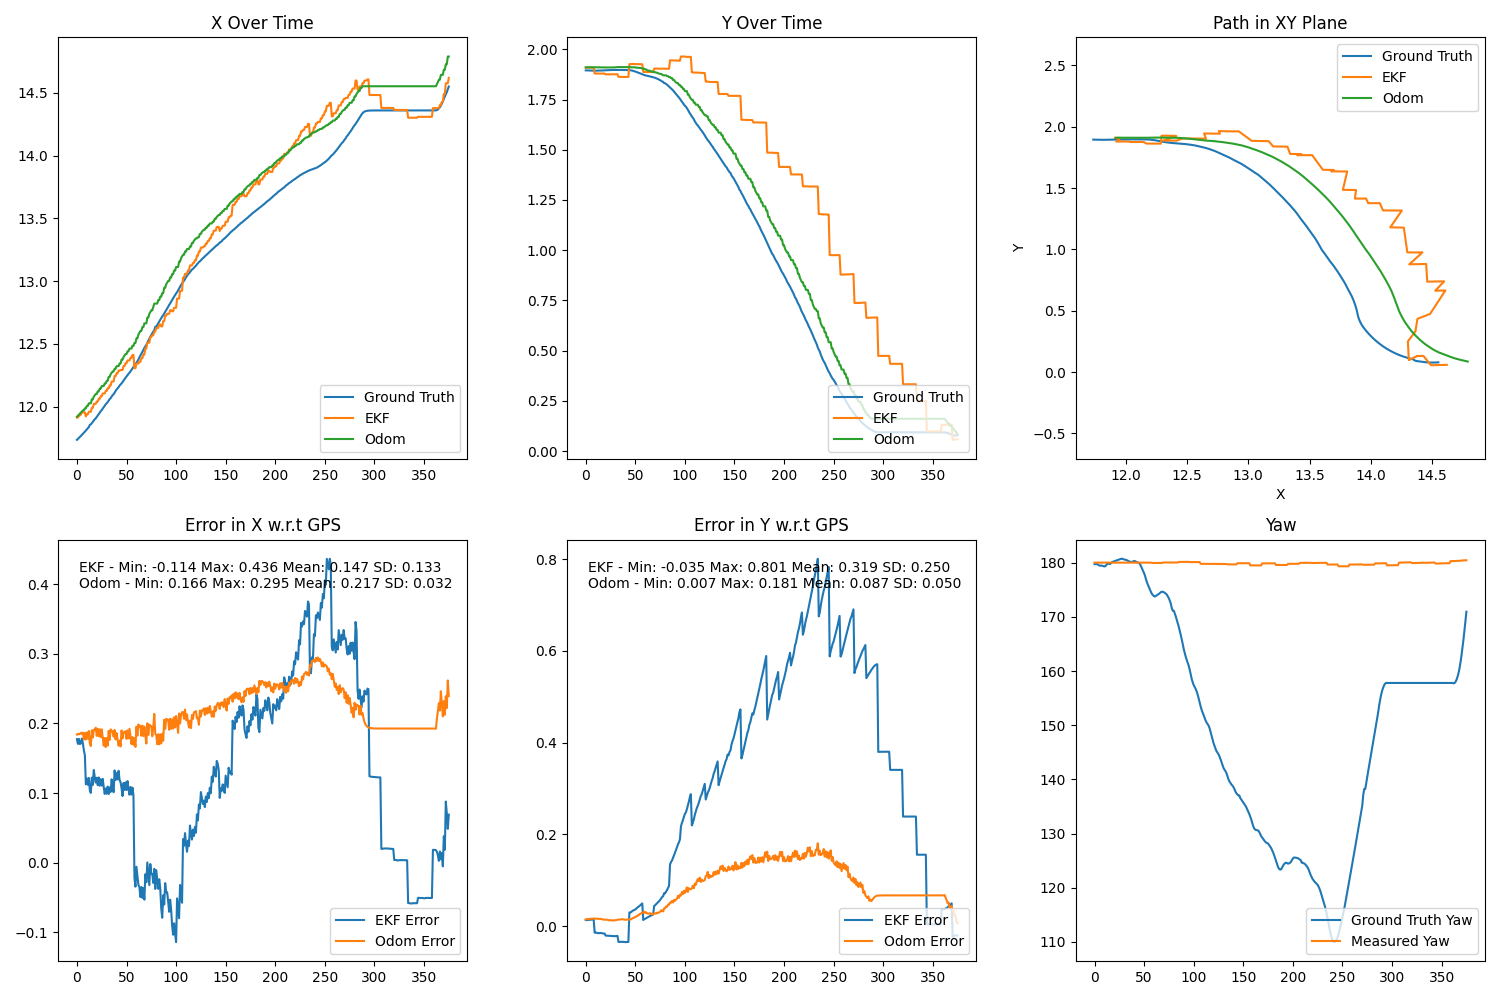 X Over Time
14.5
14.0
13.5
13.0
12.5
12.0
0 50 100 150 200 250 300 350
Ground Truth
EKF
Odom
Y Over Time
2.00
1.75
1.50
1.25
1.00
0.75
0.50
0.25
0.00
0 50 100 150 200 250 300 350
Ground Truth
EKF
Odom
Path in XY Plane
Y
2.5
2.0
1.5
1.0
0.5
0.0
−0.5
12.0 12.5 13.0 13.5 14.0 14.5
X
Ground Truth
EKF
Odom
Error in X w.r.t GPS
EKF - Min: -0.114 Max: 0.436 Mean: 0.147 SD: 0.133
Odom - Min: 0.166 Max: 0.295 Mean: 0.217 SD: 0.032
0.4
0.3
0.2
0.1
0.0
−0.1
0 50 100 150 200 250 300 350
EKF Error
Odom Error
Error in Y w.r.t GPS
EKF - Min: -0.035 Max: 0.801 Mean: 0.319 SD: 0.250
Odom - Min: 0.007 Max: 0.181 Mean: 0.087 SD: 0.050
0.8
0.6
0.4
0.2
0.0
0 50 100 150 200 250 300 350
EKF Error
Odom Error
Yaw
180
170
160
150
140
130
120
110
0 50 100 150 200 250 300 350
Ground Truth Yaw
Measured Yaw